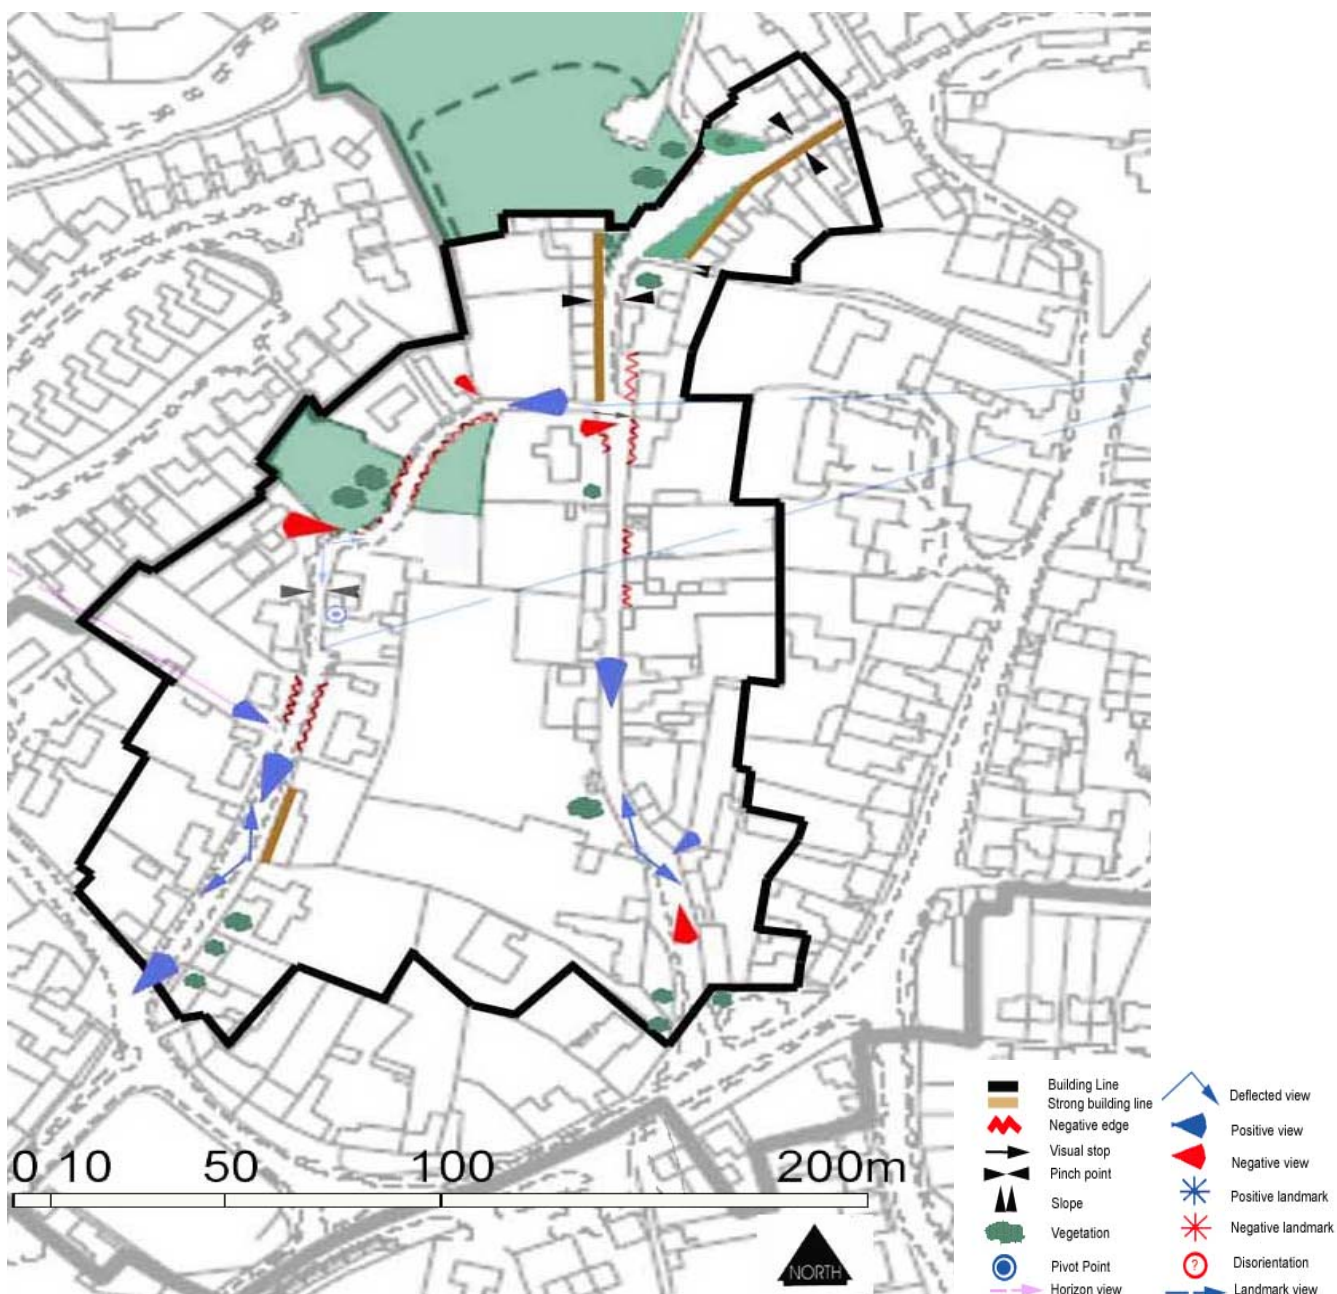 0 10 50 100 200m
NORTH
Building Line
Strong building line
Negative edge
Visual stop
Pinch point
Slope
Vegetation
Pivot Point
Horizon view
Deflected view
Positive view
Negative view
Positive landmark
Negative landmark
?
Disorientation
Landmark view